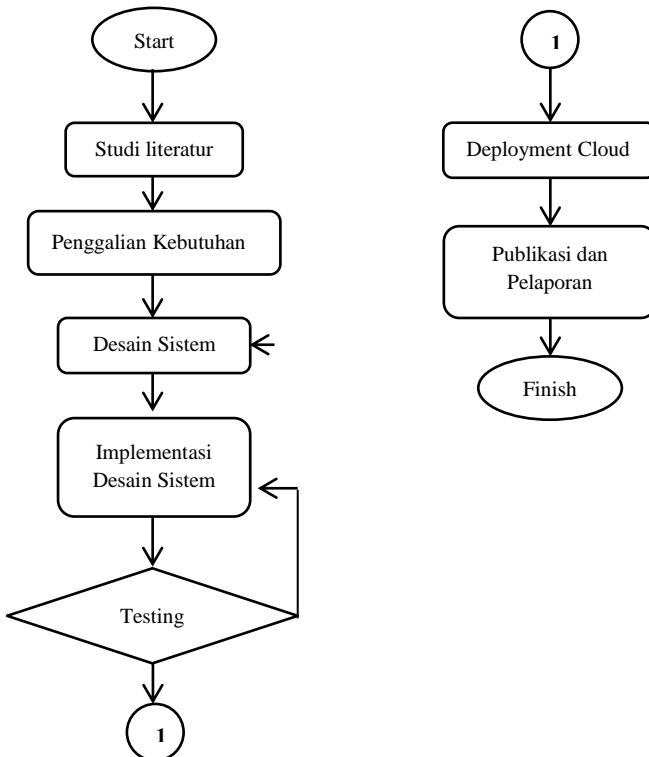 Start
Studi literatur
Penggalian Kebutuhan
Desain Sistem
Implementasi
Desain Sistem
Testing
1
1
Deployment Cloud
Publikasi dan
Pelaporan
Finish